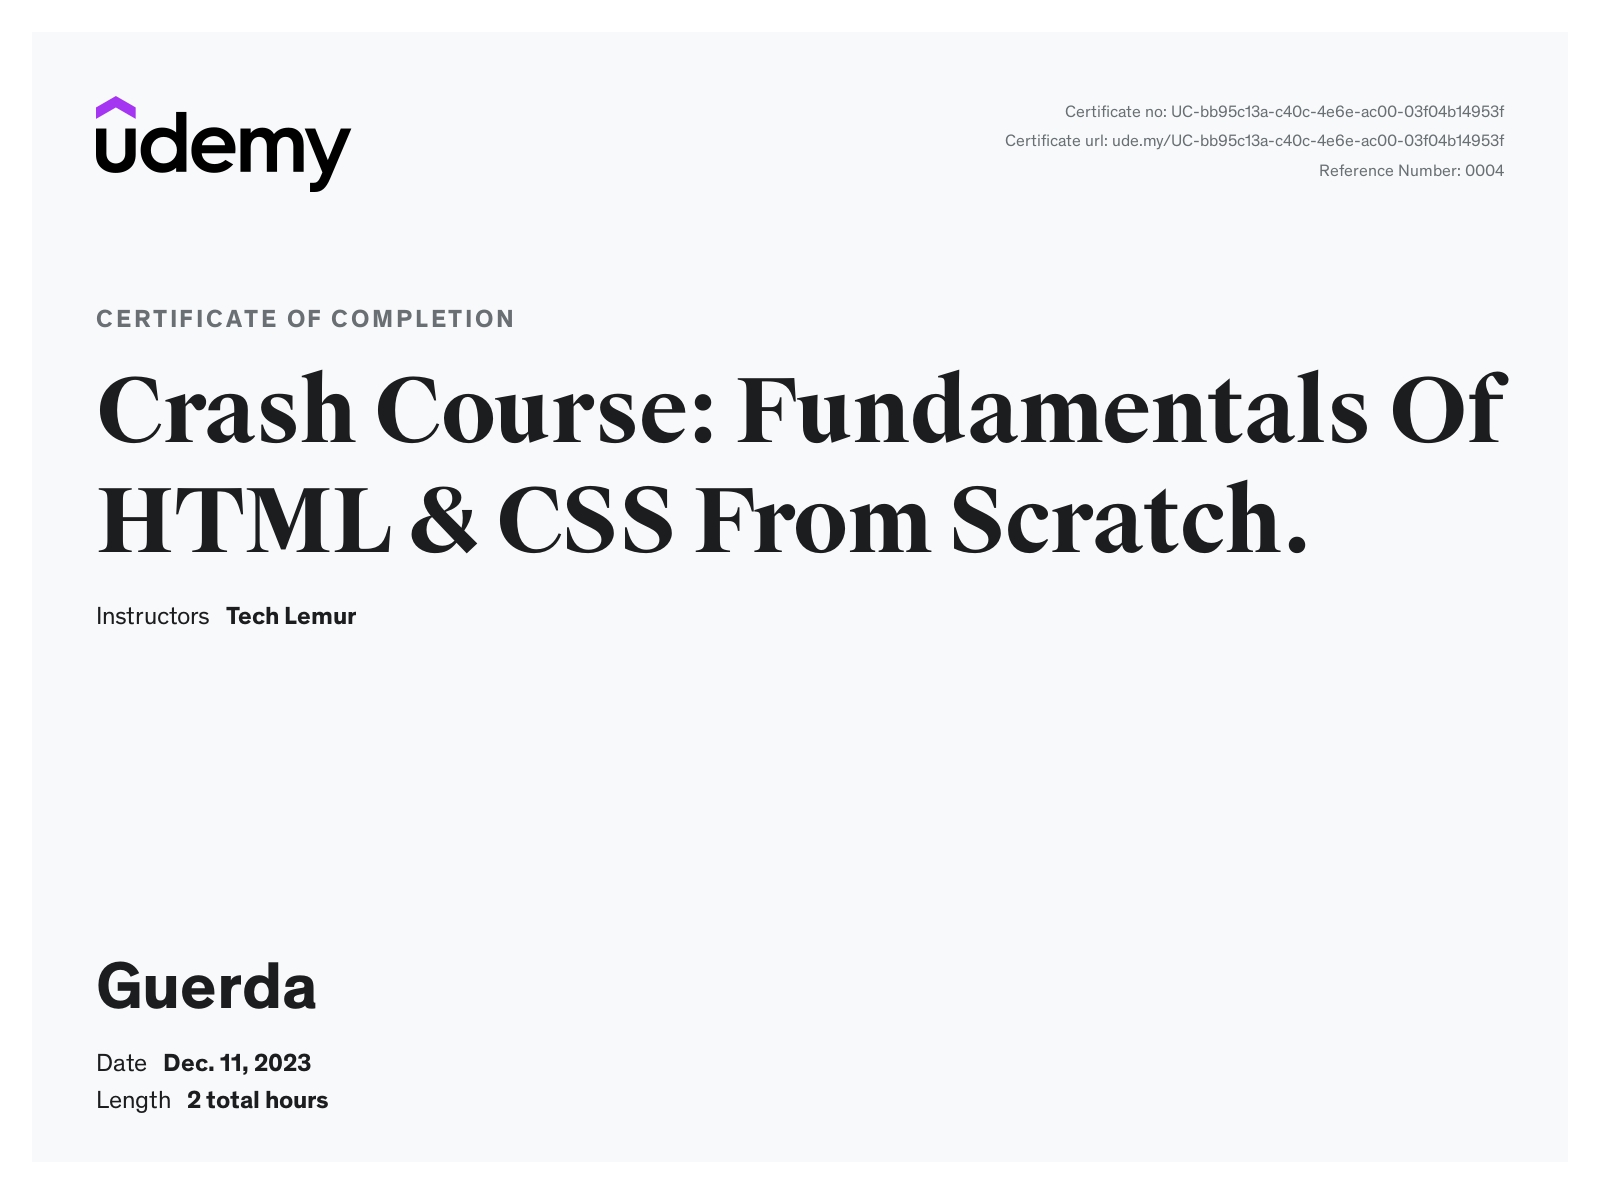 udemy
Certificate no: UC-bb95c13a-c40c-4e6e-ac00-03f04b14953f
Certificate url: ude.my/UC-bb95c13a-c40c-4e6e-ac00-03f04b14953f
Reference Number: 0004
CERTIFICATE OF COMPLETION
Crash Course: Fundamentals Of
HTML & CSS From Scratch.
Instructors Tech Lemur
Guerda
Date Dec. 11, 2023
Length 2 total hours